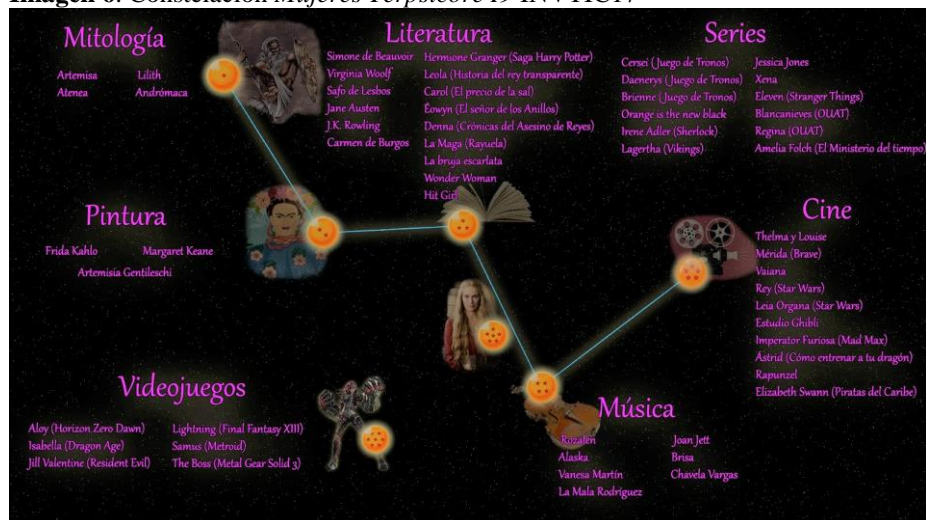 Imagen 6. Constelación Mujeres Terpsícore 19 INV-HG17
Mitología
Artemisa Lilith
Atenea Andrómaca
Literatura
Simone de Beauvoir
Virginia Woolf
Safo de Lesbos
Jane Austen
J.K. Rowling
Carmen de Burgos
Hermione Granger (Saga Harry Potter)
Leola (Historia del rey transparente)
Carol (El precio de la sal)
Éowyn (El señor de los Anillos)
Denna (Crónicas del Asesino de Reyes)
La Maga (Rayuela)
La bruja escarlata
Wonder Woman
Hit Girl
Series
Cersei (Juego de Tronos)
Daenerys (Juego de Tronos)
Brienne (Juego de Tronos)
Orange is the new black
Irene Adler (Sherlock)
Lagertha (Vikings)
Jessica Jones
Xena
Eleven (Stranger Things)
Blancanieves (OUAT)
Regina (OUAT)
Amelia Folch (El Ministerio del tiempo)
Pintura
Frida Kahlo Margaret Keane
Artemisia Gentileschi
Cine
Thelma y Louise
Mérida (Brave)
Vaiana
Rey (Star Wars)
Leia Organa (Star Wars)
Estudio Ghibli
Imperator Furiosa (Mad Max)
Ástrid (Cómo entrenar a tu dragón)
Rapunzel
Elizabeth Swann (Piratas del Caribe)
Videojuegos
Aloy (Horizon Zero Dawn)
Isabella (Dragon Age)
Jill Valentine (Resident Evil)
Lightning (Final Fantasy XIII)
Samus (Metroid)
The Boss (Metal Gear Solid 3)
Música
Rozalén
Alaska
Vanesa Martín
La Mala Rodríguez
Joan Jett
Brisa
Chavela Vargas